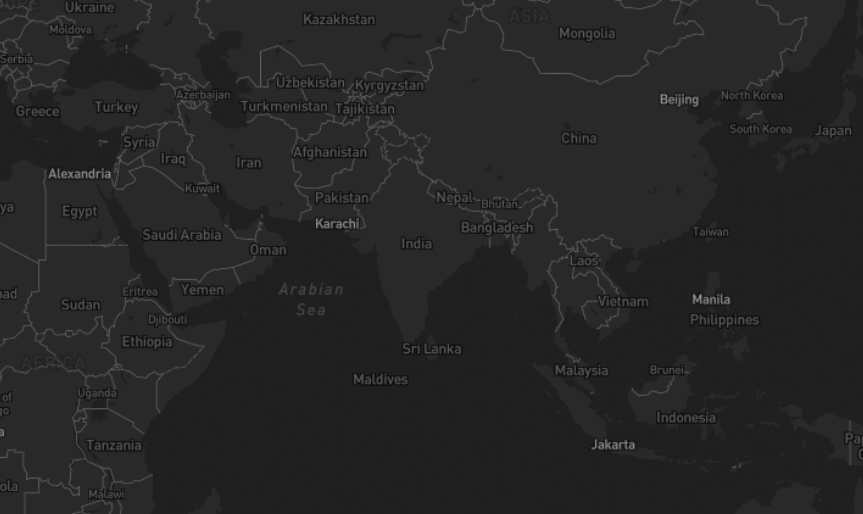 Ukraine
Kazakhstan
ASIA
Moldova
Mongolia
Serbia
Uzbekistan
Kyrgyzstan
Azerbaijan
Beijing
North Korea
Greece
Turkey
Turkmenistan
Tajikistan
South Korea
Japan
Syria
China
Iraq
Iran
Afghanistan
Alexandria
Kuwait
Pakistan
Nepal
Bhutan
ya
Egypt
Karachi
Bangladesh
Saudi Arabia
India
Taiwan
Oman
Laos
ad
Eritrea
Yemen
Arabian
Sea
Sudan
Vietnam
Manila
Djibouti
Philippines
Ethiopia
Sri Lanka
AFRICA
Maldives
Malaysia
Brunei
Uganda
of
go
Indonesia
a
Tanzania
Jakarta
Pap
ola
Malawi